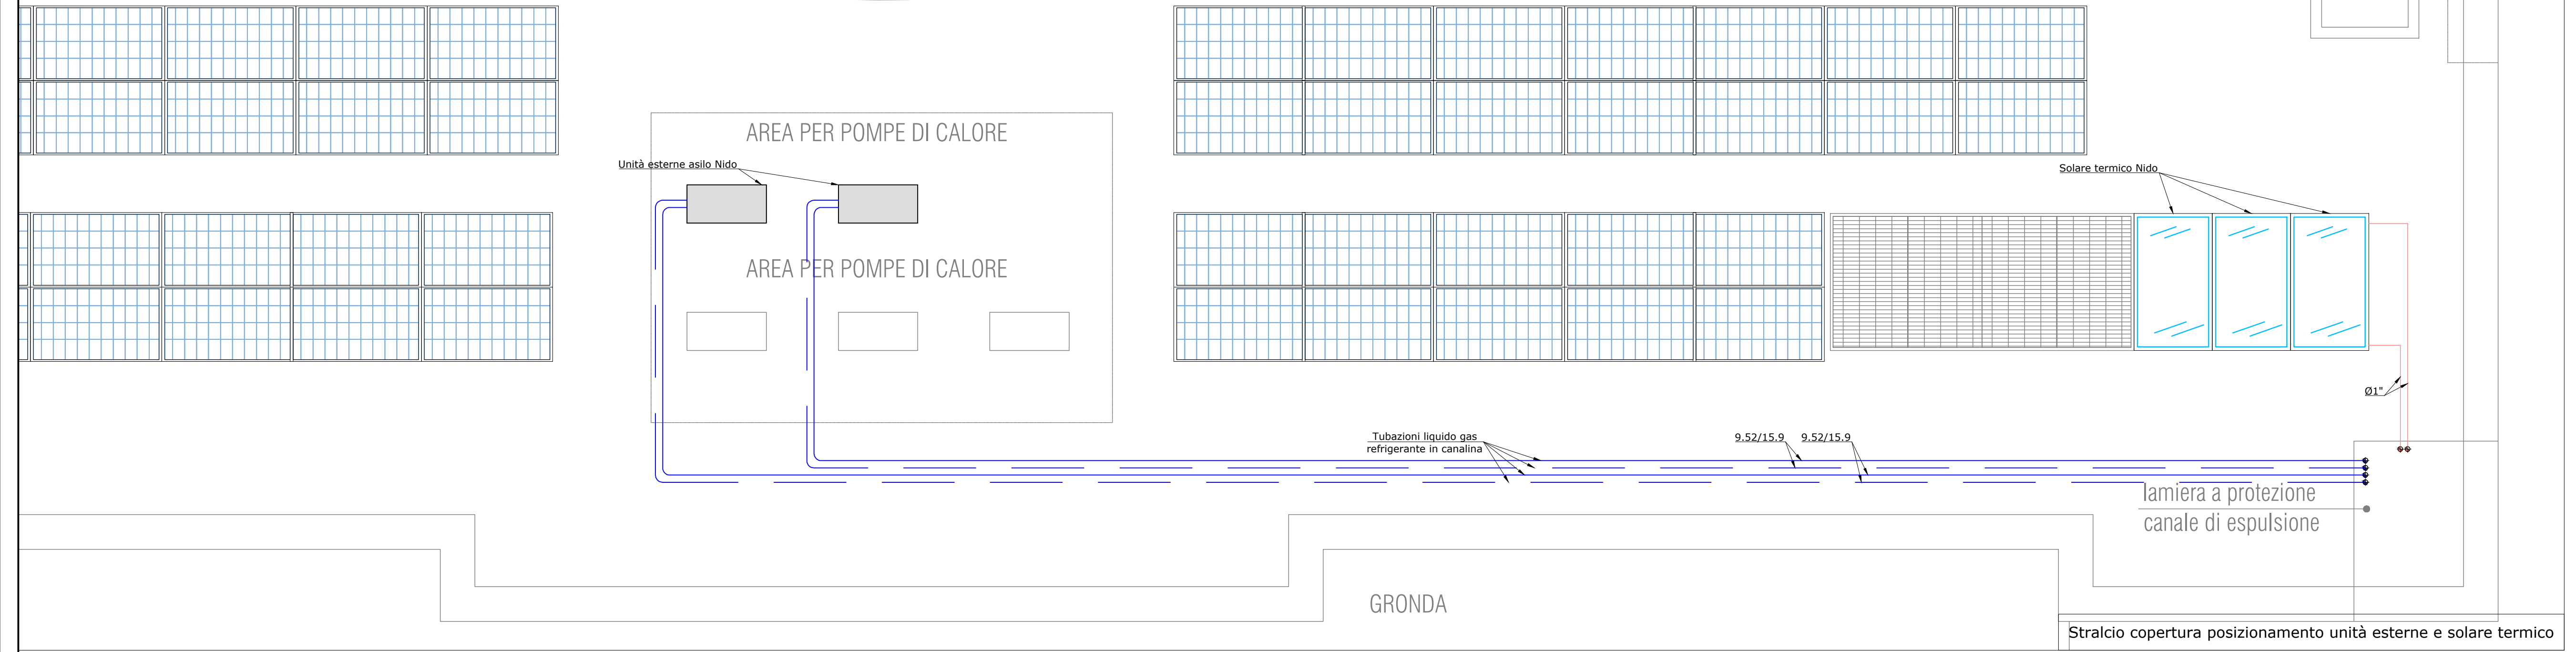 AREA PER POMPE DI CALORE
Unità esterne asilo Nido
Solare termico Nido
AREA PER POMPE DI CALORE
Ø1"
Tubazioni liquido gas
refrigerante in canalina
9.52/15.9 9.52/15.9
lamiera a protezione
canale di espulsione
GRONDA
Stralcio copertura posizionamento unità esterne e solare termico